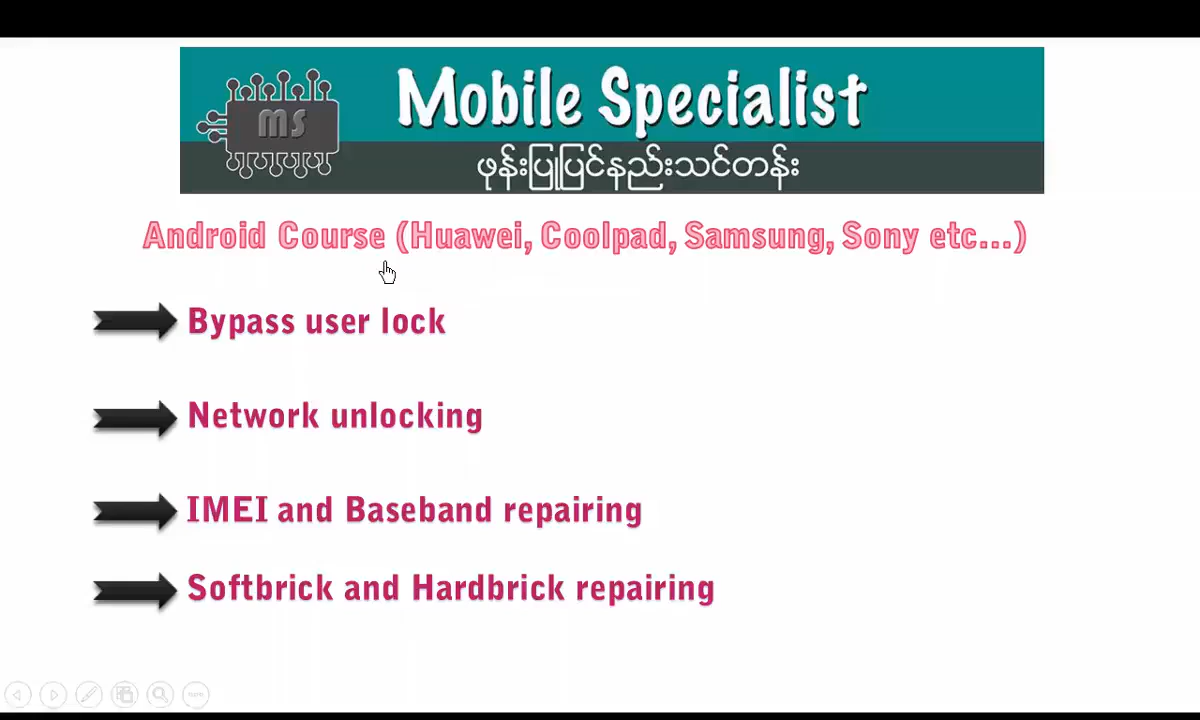 MS
Mobile Specialist
ဖုန်းပြုပြင်နည်းသင်တန်း
Android Course (Huawei, Coolpad, Samsung, Sony etc...)
Bypass user lock
Network unlocking
IMEI and Baseband repairing
Softbrick and Hardbrick repairing